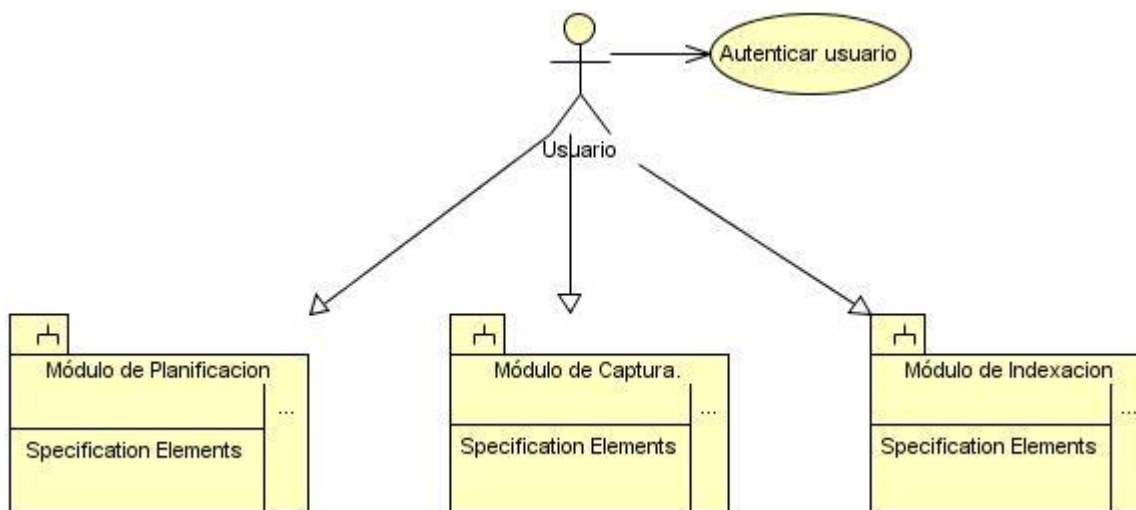 Autenticar usuario
Usuario
Módulo de Planificacion
...
Specification Elements
Módulo de Captura.
...
Specification Elements
Módulo de Indexacion
...
Specification Elements